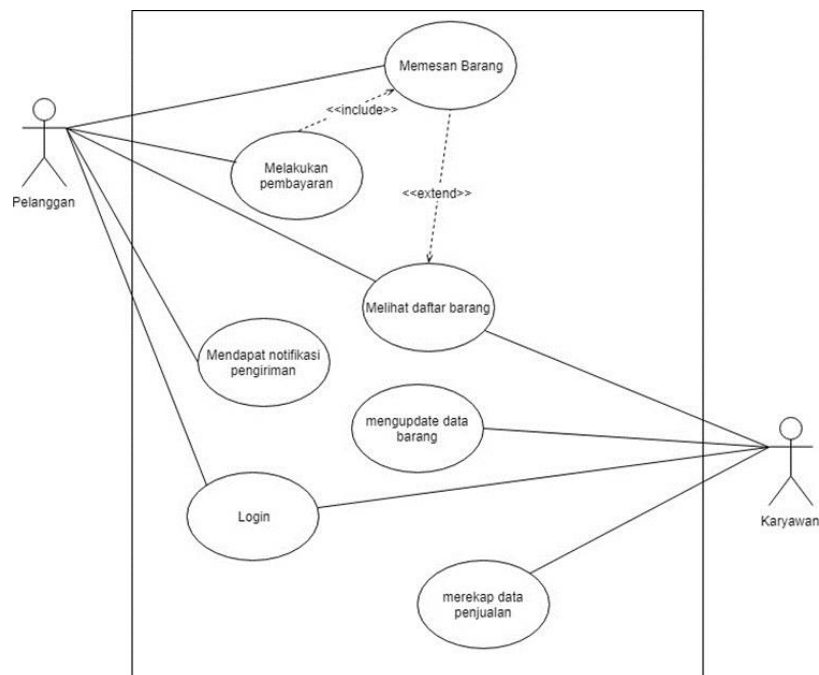 Memesan Barang
<<include>>
Melakukan
pembayaran
<<extend>>
Pelanggan
Melihat daftar barang
Mendapat notifikasi
pengiriman
mengupdate data
barang
Login
Karyawan
merekap data
penjualan